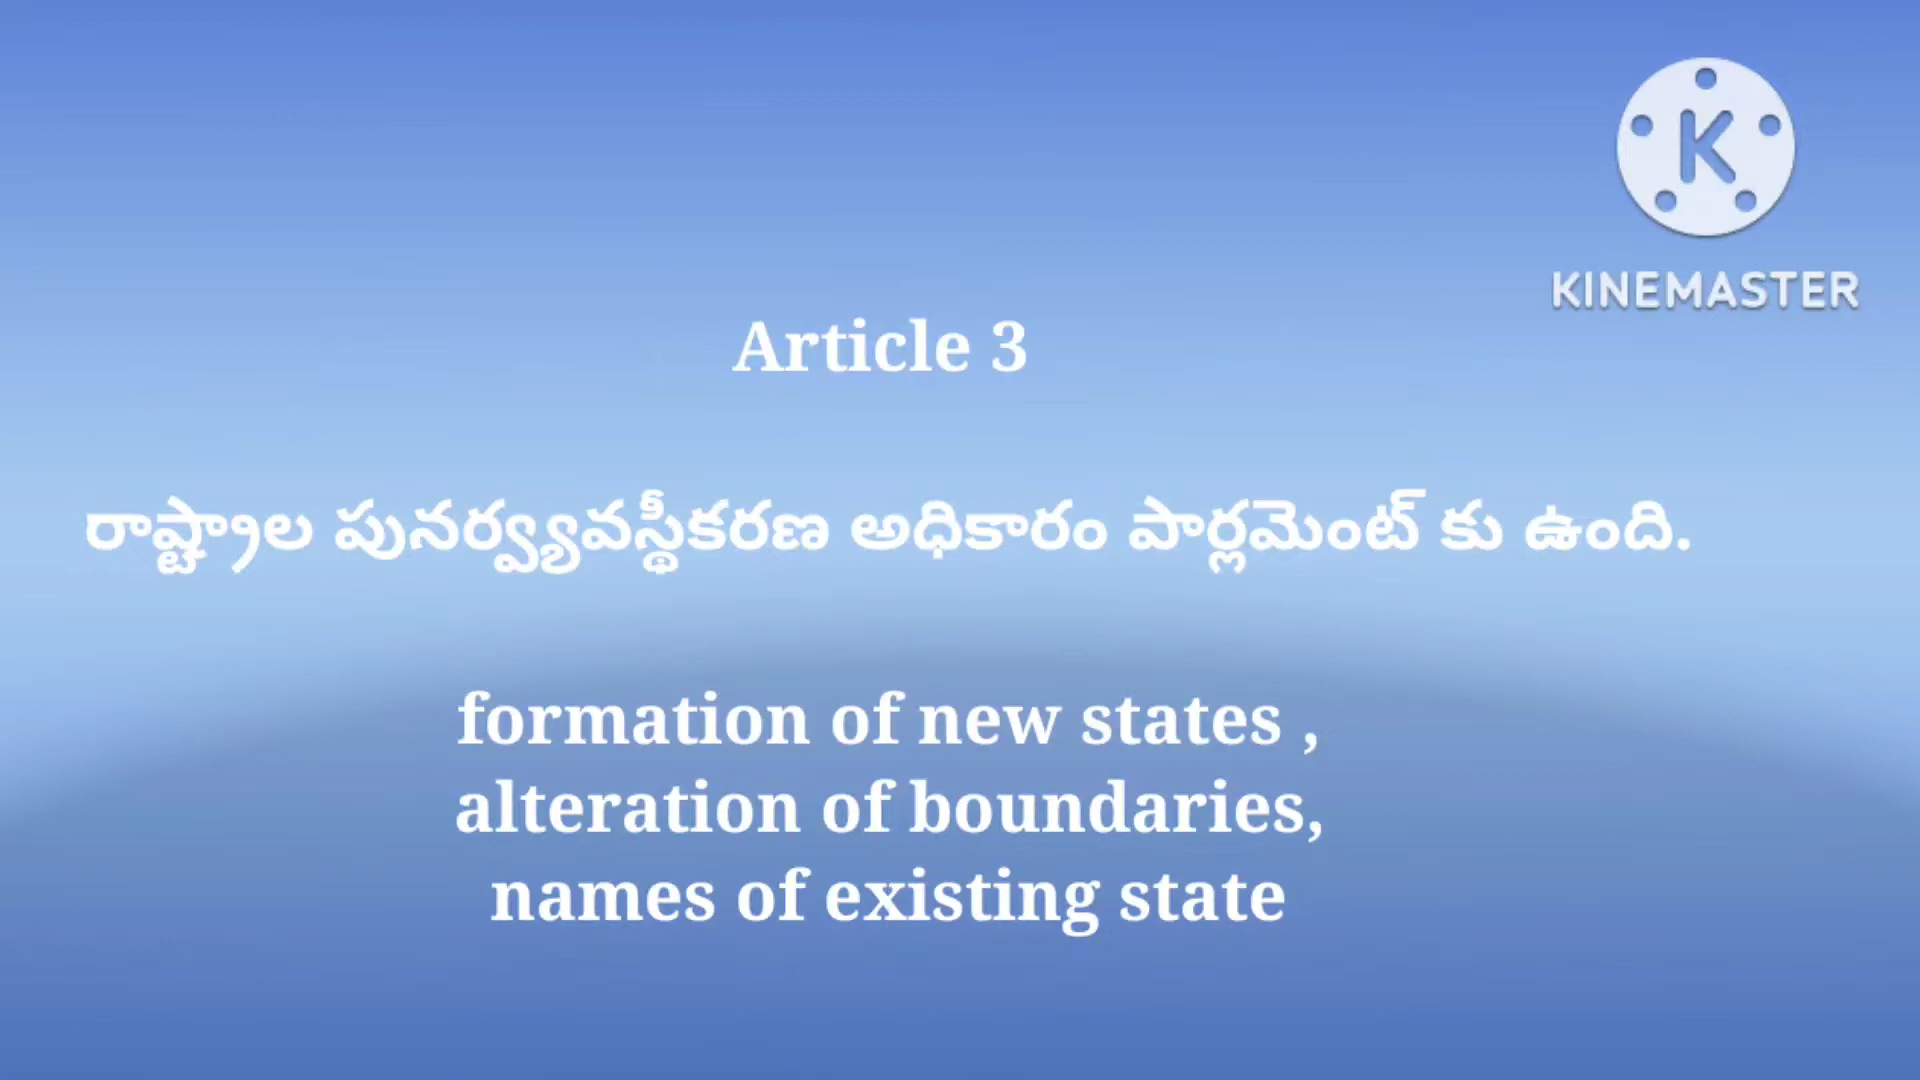 KINEMASTER
Article 3
రాష్ట్రాల పునర్వ్యవస్థీకరణ అధికారం పార్లమెంట్ కు ఉంది.
formation of new states ,
alteration of boundaries,
names of existing state